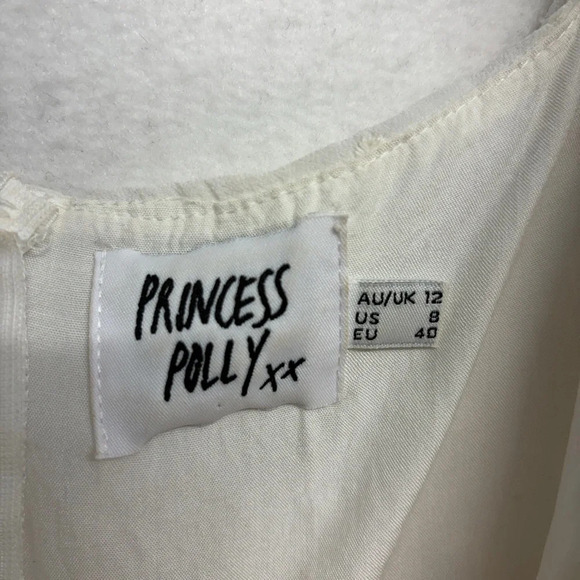 PRINCESS
POLLY xx
AU/UK 12
US 8
EU 40